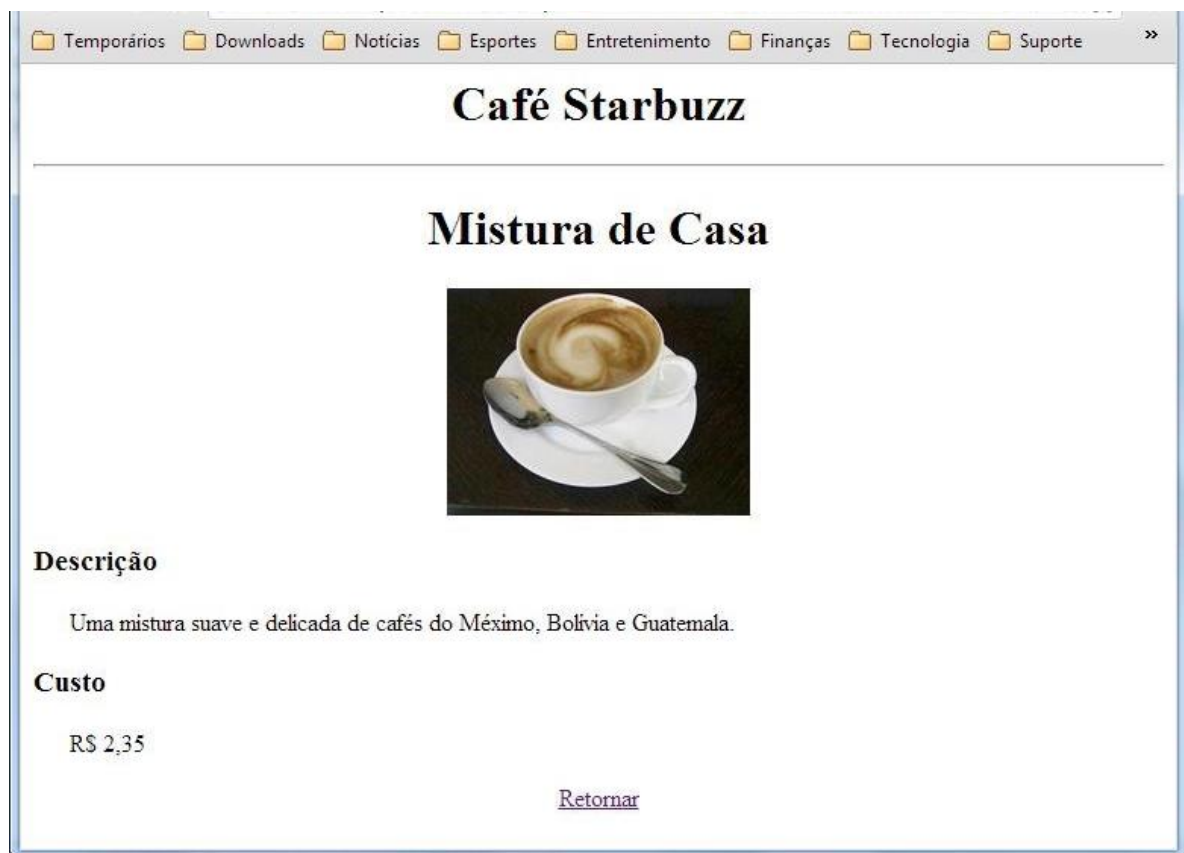 Temporários Downloads Notícias Esportes Entretenimento Finanças Tecnologia Suporte »
Café Starbuzz
Mistura de Casa
Descrição
Uma mistura suave e delicada de cafés do Méximo, Bolívia e Guatemala.
Custo
R$ 2,35
Retornar